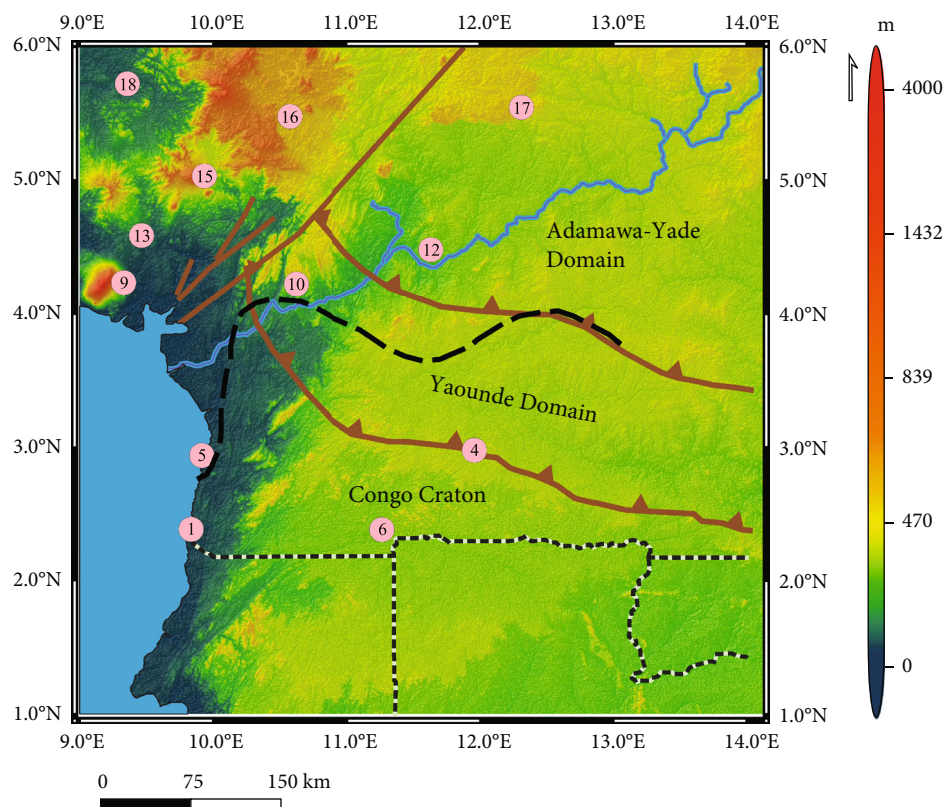 9.0°E 10.0°E 11.0°E 12.0°E 13.0°E 14.0°E
m
6.0°N 6.0°N
18
4000
17
16
15
5.0°N 5.0°N
13
12
Adamawa-Yade
Domain
1432
9
10
4.0°N 4.0°N
839
Yaounde Domain
3.0°N 3.0°N
5
4
Congo Craton
470
1
6
2.0°N 2.0°N
0
1.0°N 1.0°N
9.0°E 10.0°E 11.0°E 12.0°E 13.0°E 14.0°E
0 75 150 km